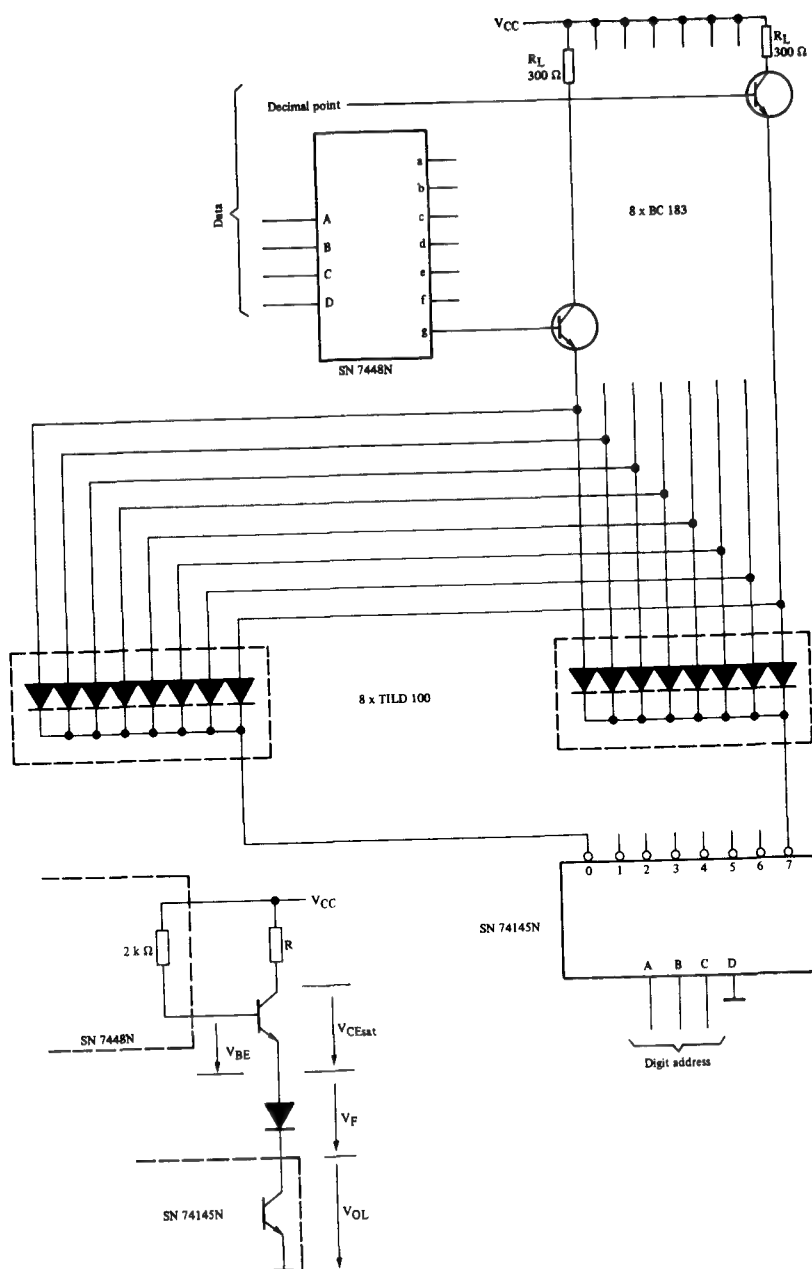 VCC
RL
300 Ω
RL
300 Ω
Decimal point
Data
a
b
c
d
e
f
g
A
B
C
D
8 x BC 183
SN 7448N
8 x TILD 100
0 1 2 3 4 5 6 7
SN 74145N
A B C D
Digit address
VCC
2 k Ω
R
SN 7448N
VBE
VCEsat
VF
SN 74145N
VOL